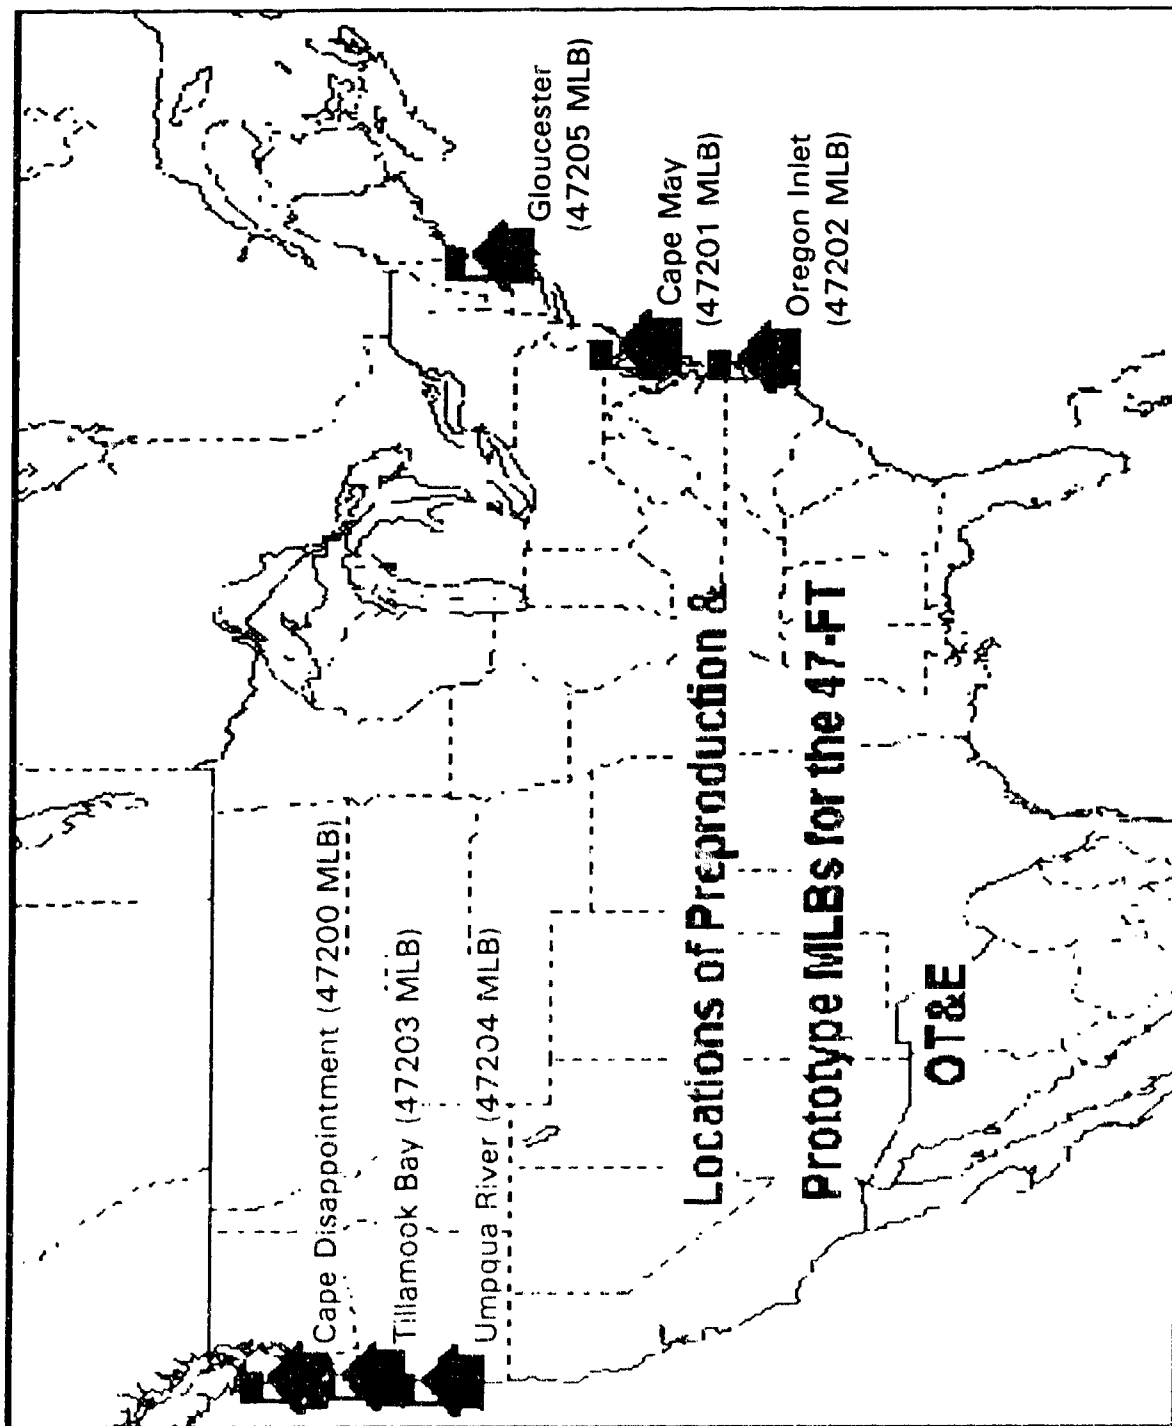 Cape Disappointment (47200 MLB)
Tillamook Bay (47203 MLB)
Umpqua River (47204 MLB)
Gloucester
(47205 MLB)
Cape May
(47201 MLB)
Oregon Inlet
(47202 MLB)
Locations of Preproduction &
Prototype MLBs for the 47-FT
OT&E